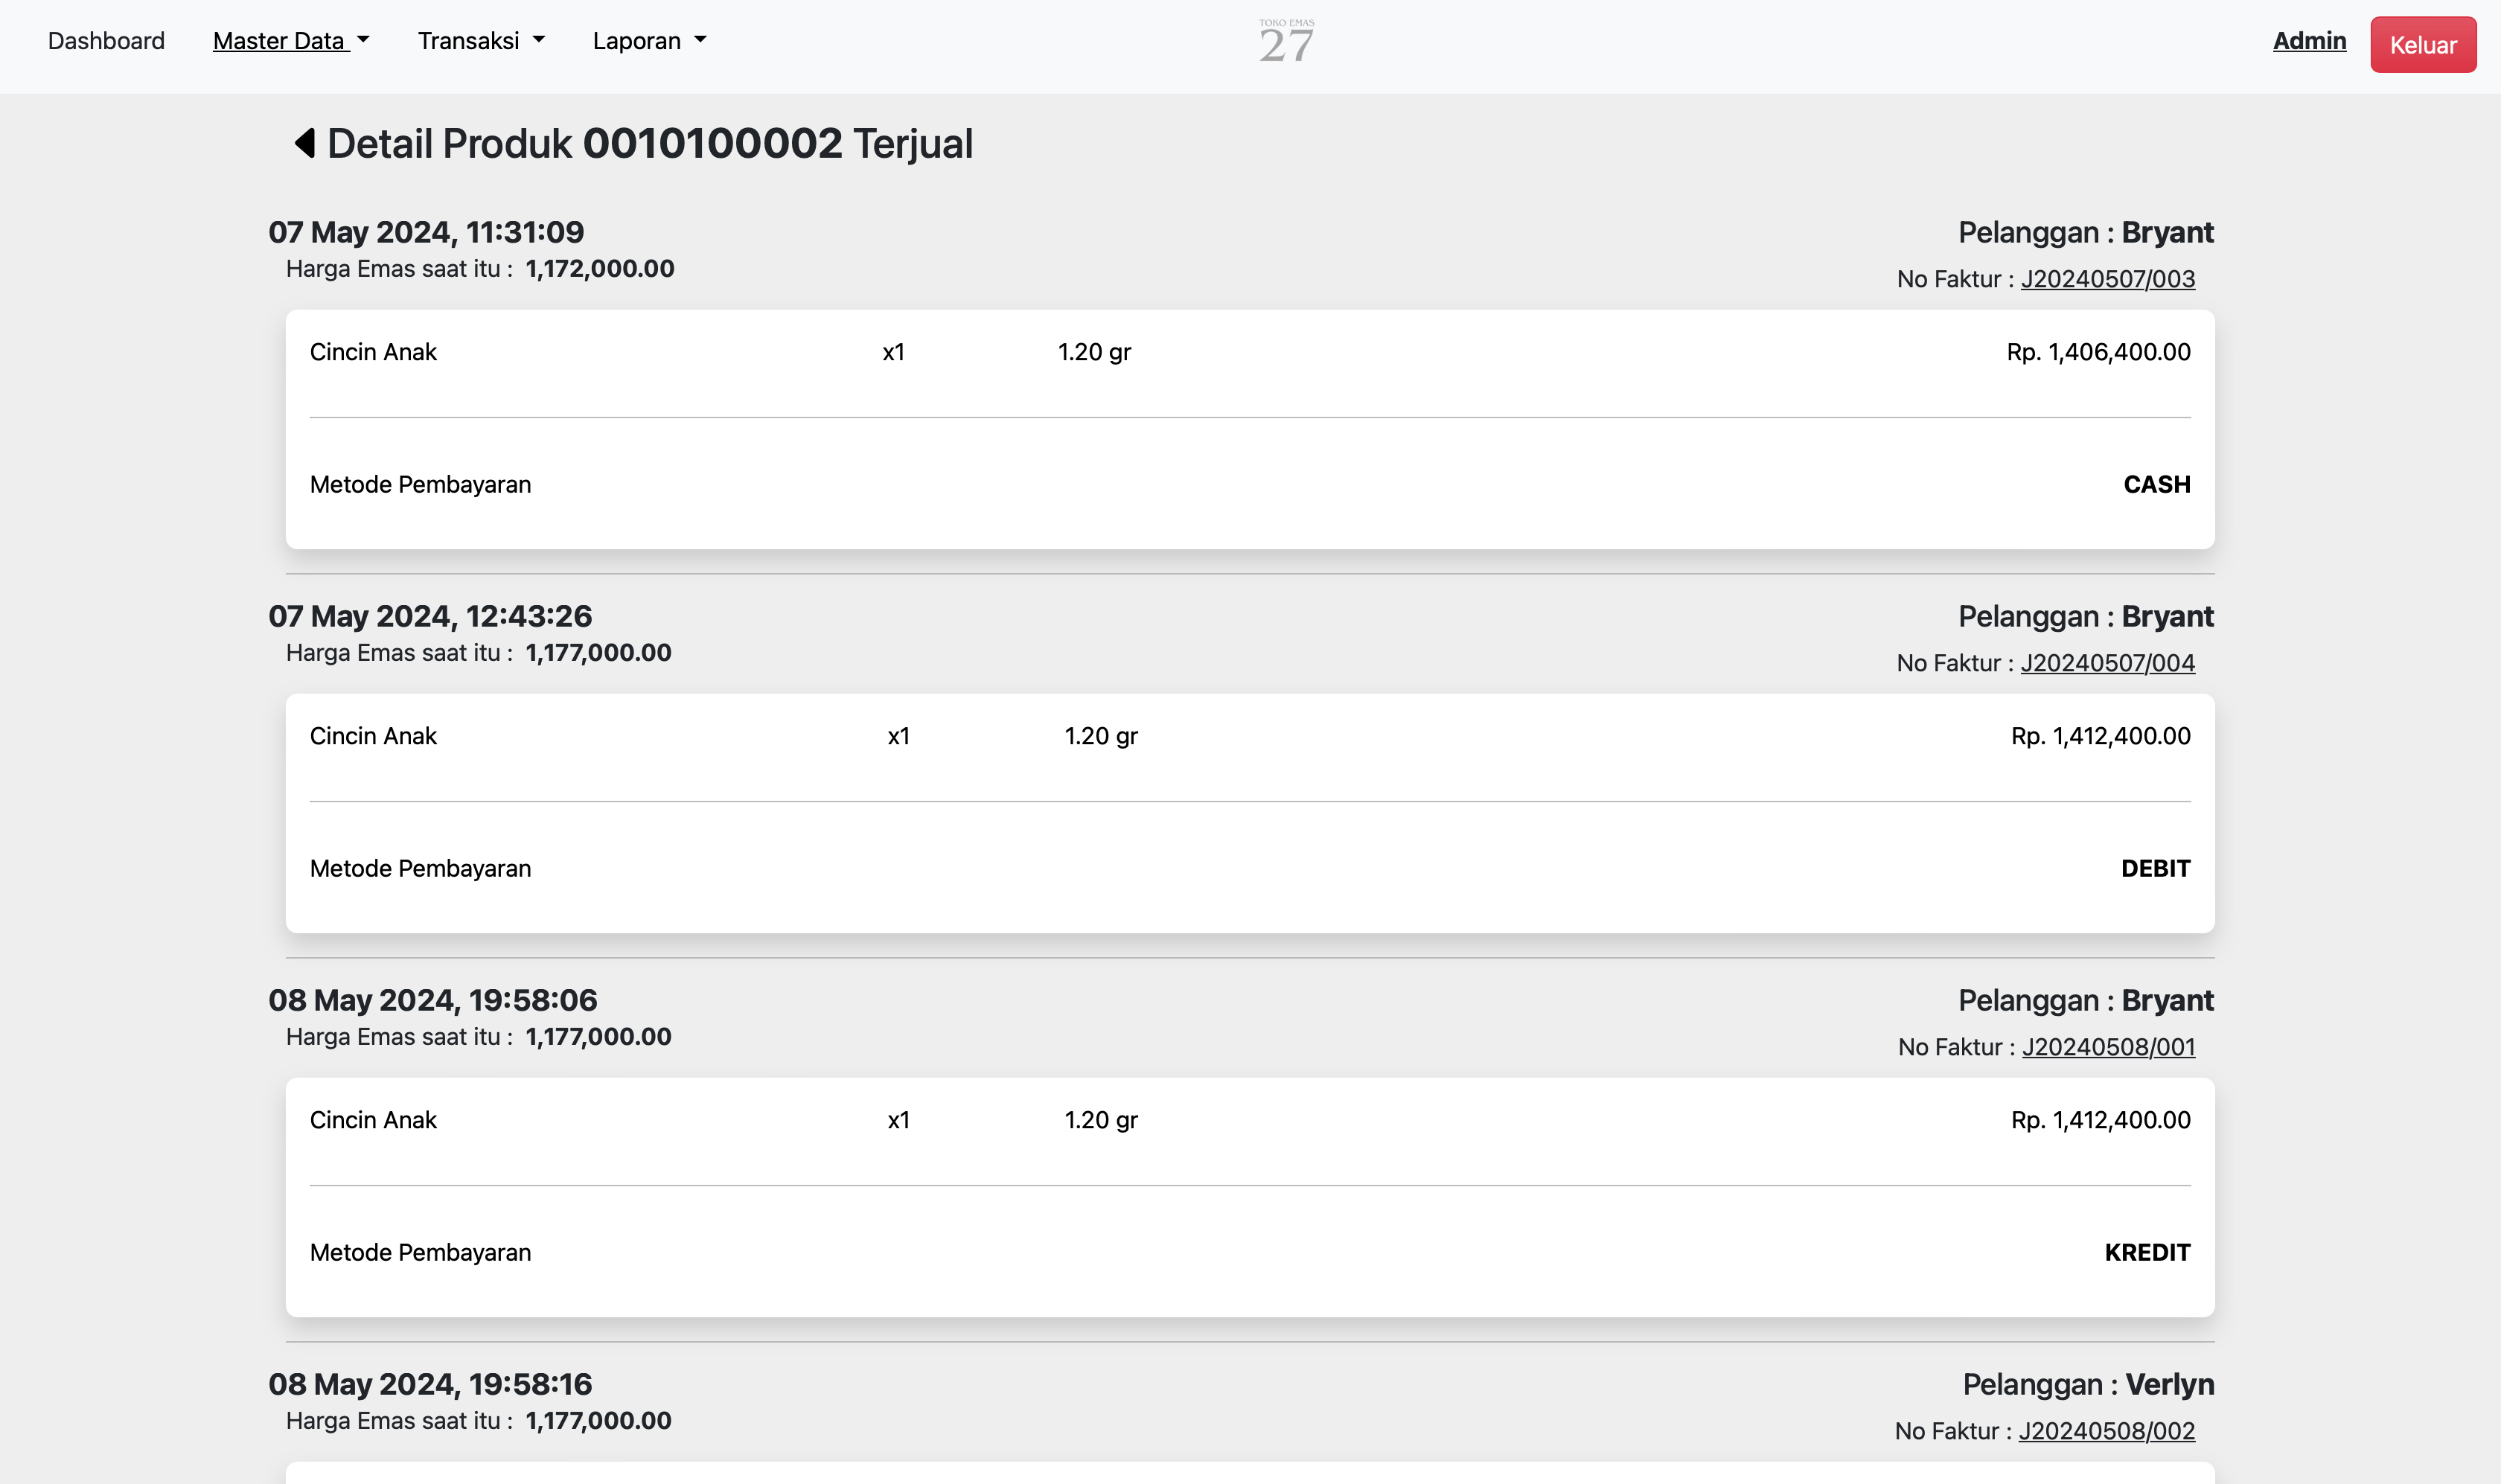 Dashboard Master Data Transaksi Laporan TOKO EMAS 27 Admin Keluar
Detail Produk 0010100002 Terjual
07 May 2024, 11:31:09 Pelanggan : Bryant
Harga Emas saat itu : 1,172,000.00
No Faktur : J20240507/003
Cincin Anak x1 1.20 gr Rp. 1,406,400.00
Metode Pembayaran CASH
07 May 2024, 12:43:26 Pelanggan : Bryant
Harga Emas saat itu : 1,177,000.00
No Faktur : J20240507/004
Cincin Anak x1 1.20 gr Rp. 1,412,400.00
Metode Pembayaran DEBIT
08 May 2024, 19:58:06 Pelanggan : Bryant
Harga Emas saat itu : 1,177,000.00
No Faktur : J20240508/001
Cincin Anak x1 1.20 gr Rp. 1,412,400.00
Metode Pembayaran KREDIT
08 May 2024, 19:58:16 Pelanggan : Verlyn
Harga Emas saat itu : 1,177,000.00
No Faktur : J20240508/002